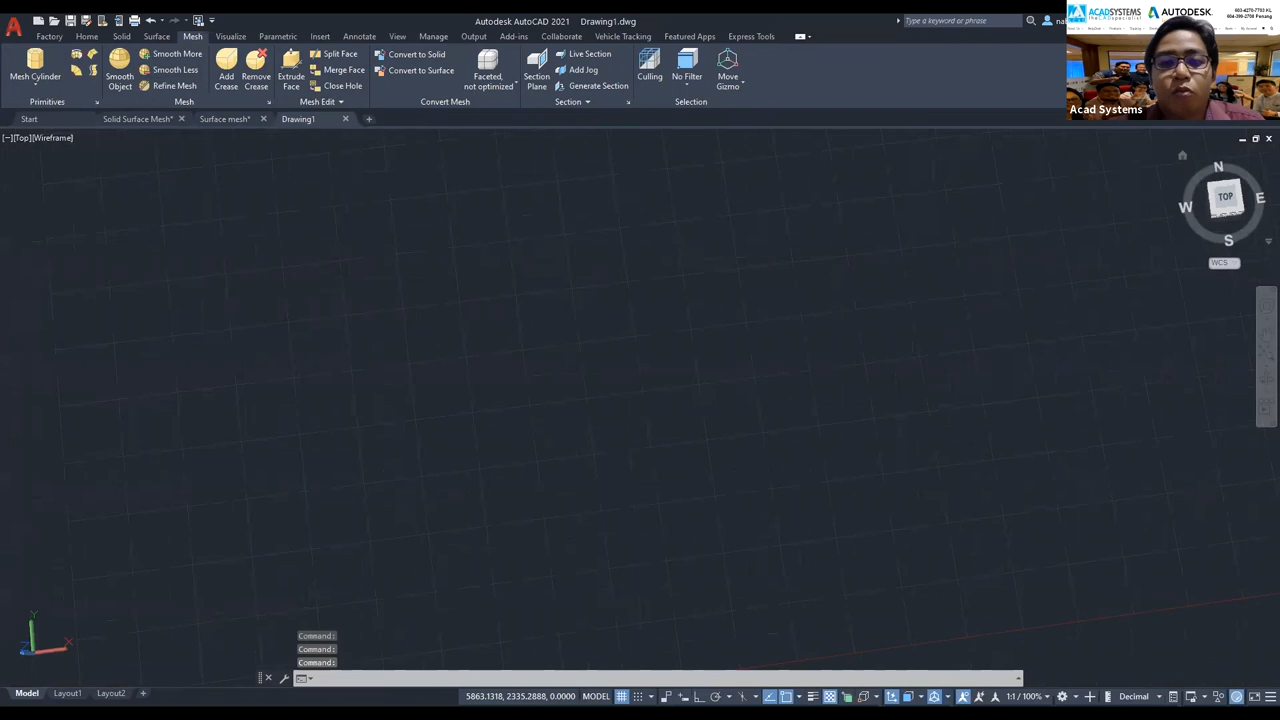 Autodesk AutoCAD 2021 Drawing1.dwg
Type a keyword or phrase
Factory Home Solid Surface Mesh Visualize Parametric Insert View Manage Output Vehicle Tracking Featured Apps Express Tools
Mesh Cylinder
Smooth Object
Smooth More
Smooth Less
Refine Mesh
Add Crease
Remove Crease
Extrude Face
Split Face
Merge Face
Close Hole
Convert to Solid
Convert to Surface
Faceted, not optimized
Section Plane
Live Section
Add Jog
Generate Section
Culling
No Filter
Move Gizmo
Primitives Mesh Mesh Edit Convert Mesh Section Selection
Start Solid Surface Mesh* Surface mesh* Drawing1
[−][Top][Wireframe]
ACADSYSTEMS
AUTODESK.
603-4270-7703 KL
Acad Systems
N
W TOP E
S
WCS
Y
X
Command:
Command:
Command:
Model Layout1 Layout2 5863.1318, 2335.2888, 0.0000 MODEL 1:1 / 100% Decimal